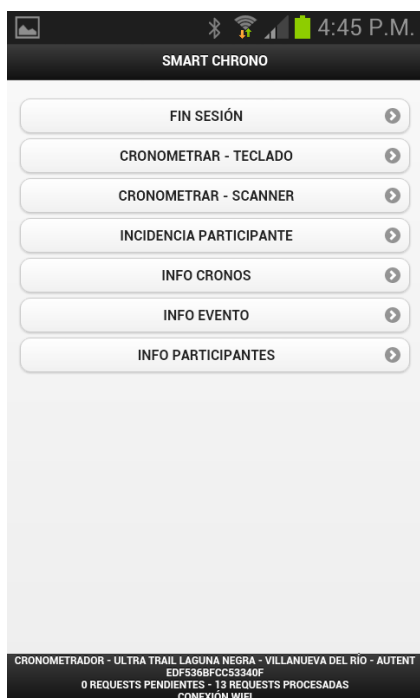 4:45 P.M.
SMART CHRONO
FIN SESIÓN
CRONOMETRAR - TECLADO
CRONOMETRAR - SCANNER
INCIDENCIA PARTICIPANTE
INFO CRONOS
INFO EVENTO
INFO PARTICIPANTES
CRONOMETRADOR - ULTRA TRAIL LAGUNA NEGRA - VILLANUEVA DEL RÍO - AUTENT
EDF536BFCC53340F
0 REQUESTS PENDIENTES - 13 REQUESTS PROCESADAS
CONEXIÓN WIFI